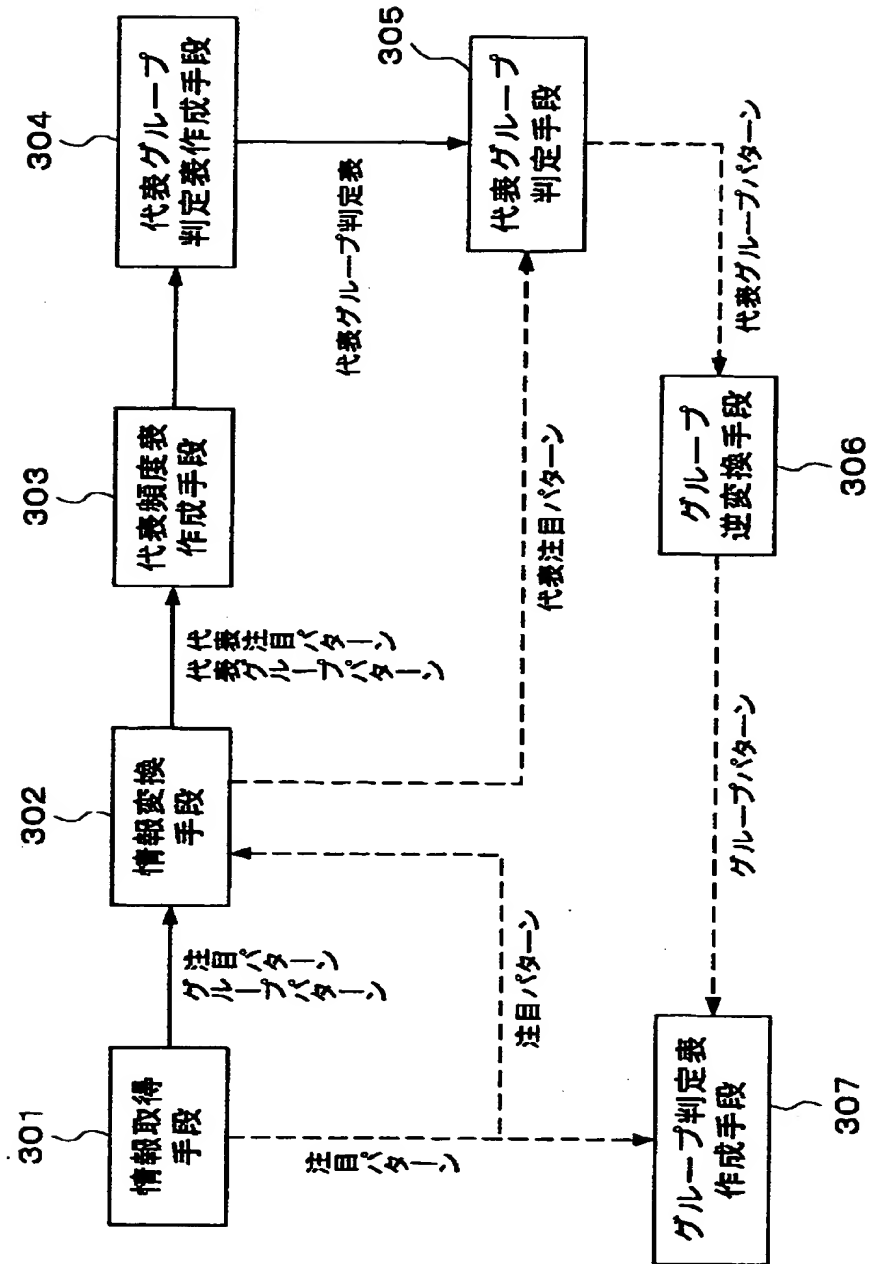 301
情報取得
手段
注目パターン
グループパターン
302
情報変換
手段
代表注目パターン
代表グループパターン
303
代表頻度表
作成手段
304
代表グループ
判定表作成手段
代表グループ判定表
305
代表グループ
判定手段
注目パターン
注目パターン
代表注目パターン
代表グループパターン
306
グループ
逆変換手段
グループパターン
307
グループ判定表
作成手段